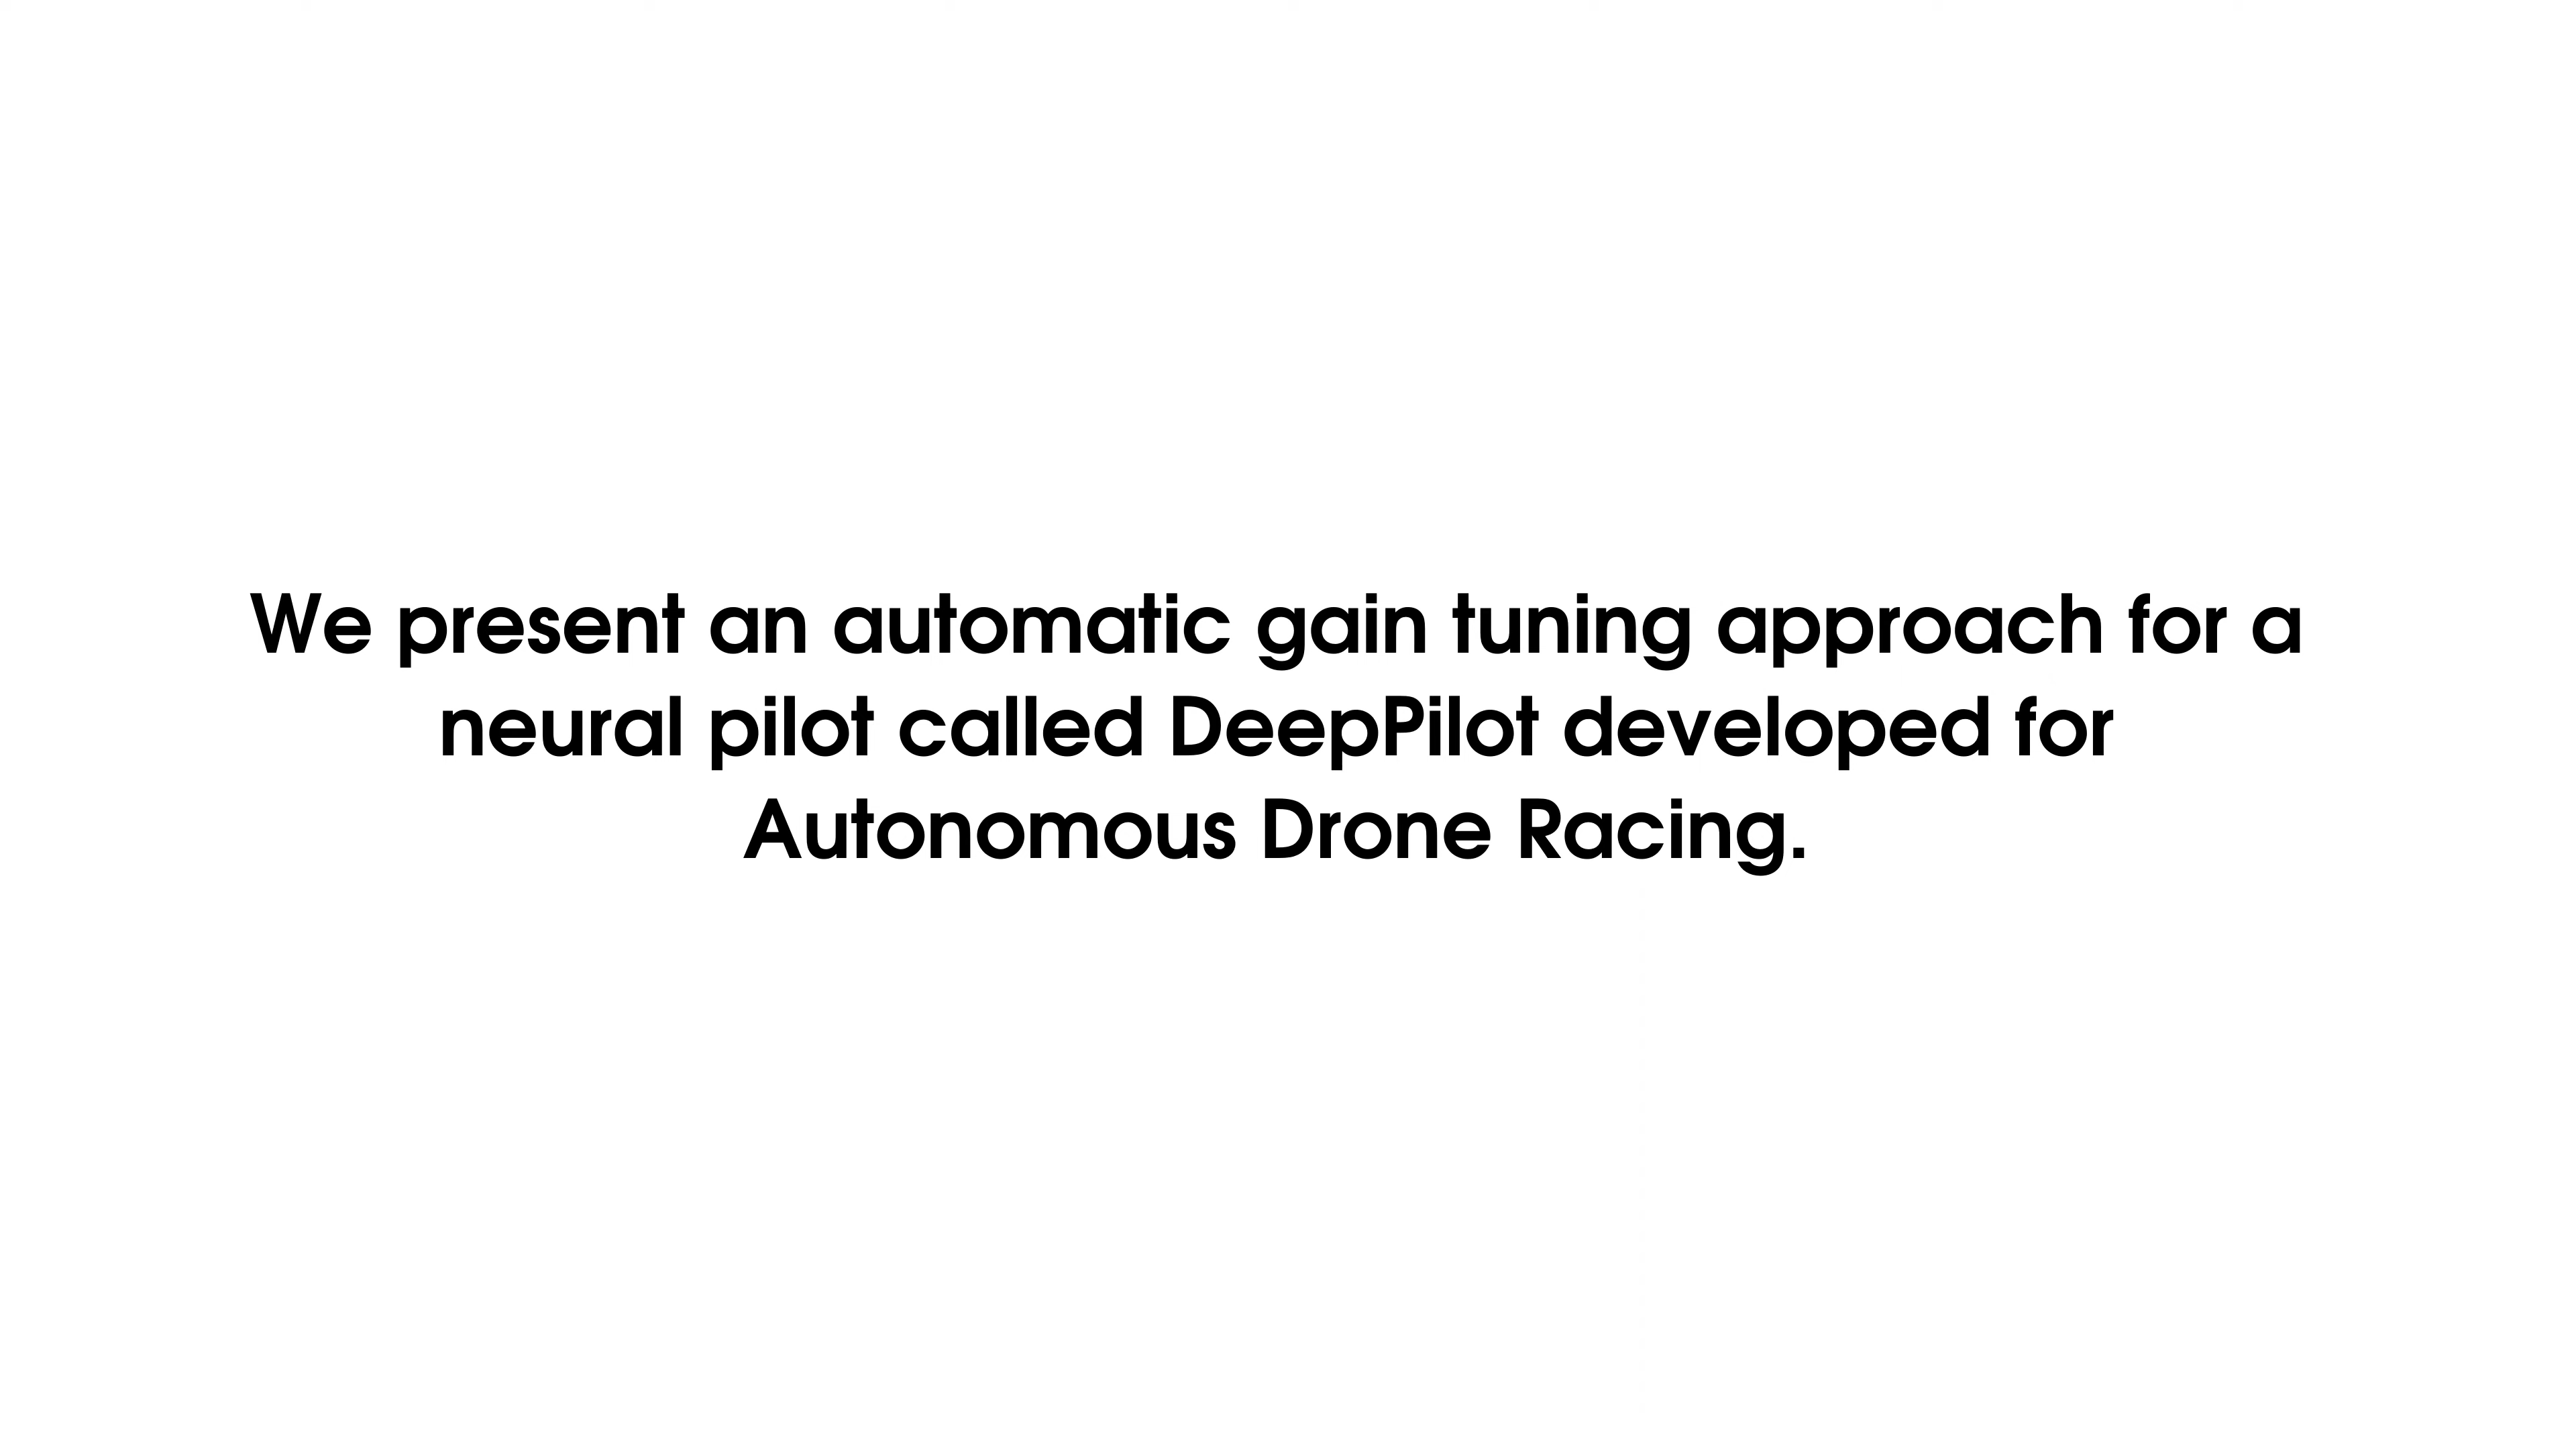 We present an automatic gain tuning approach for a
neural pilot called DeepPilot developed for
Autonomous Drone Racing.